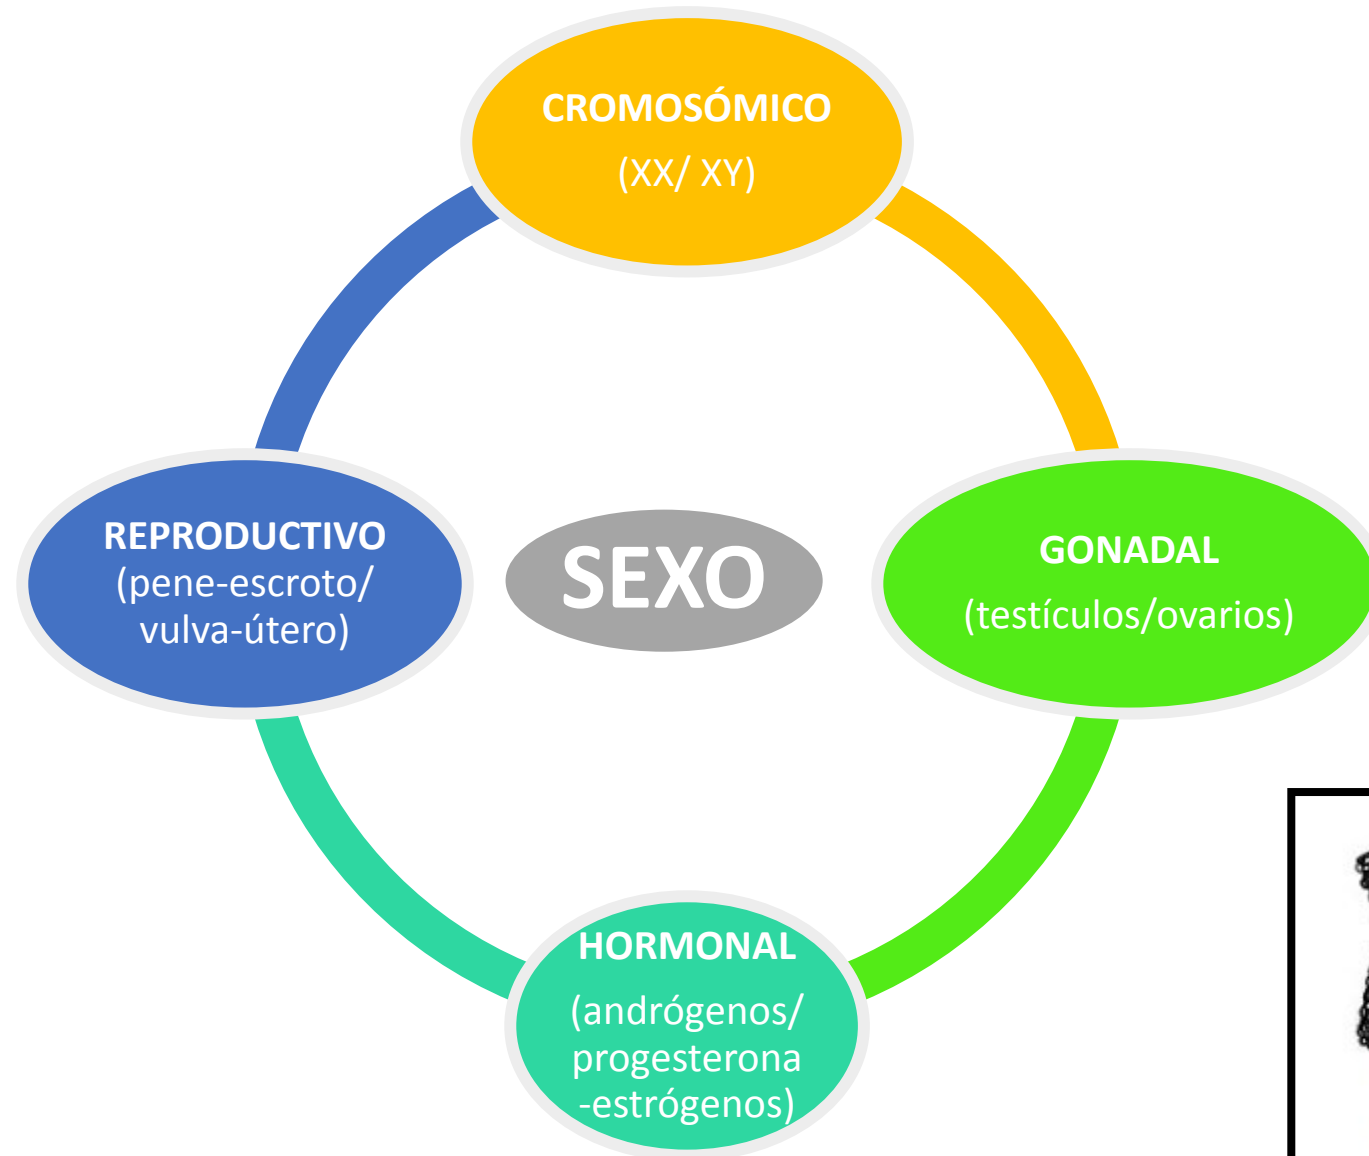 CROMOSÓMICO
(XX/ XY)
GONADAL
(testículos/ovarios)
HORMONAL
(andrógenos/
progesterona
-estrógenos)
REPRODUCTIVO
(pene-escroto/
vulva-útero)
SEXO